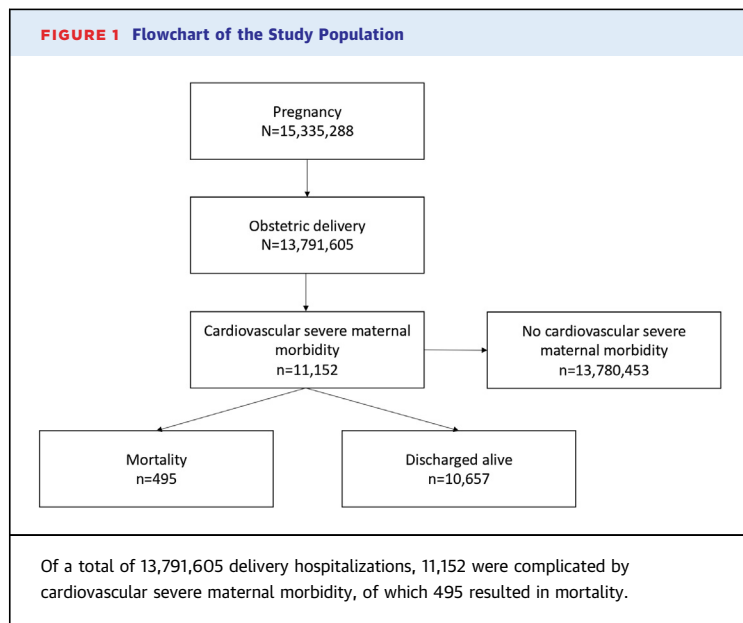 FIGURE 1 Flowchart of the Study Population
Pregnancy
N=15,335,288
Obstetric delivery
N=13,791,605
Cardiovascular severe maternal
morbidity
n=11,152
No cardiovascular severe
maternal morbidity
n=13,780,453
Mortality
n=495
Discharged alive
n=10,657
Of a total of 13,791,605 delivery hospitalizations, 11,152 were complicated by
cardiovascular severe maternal morbidity, of which 495 resulted in mortality.